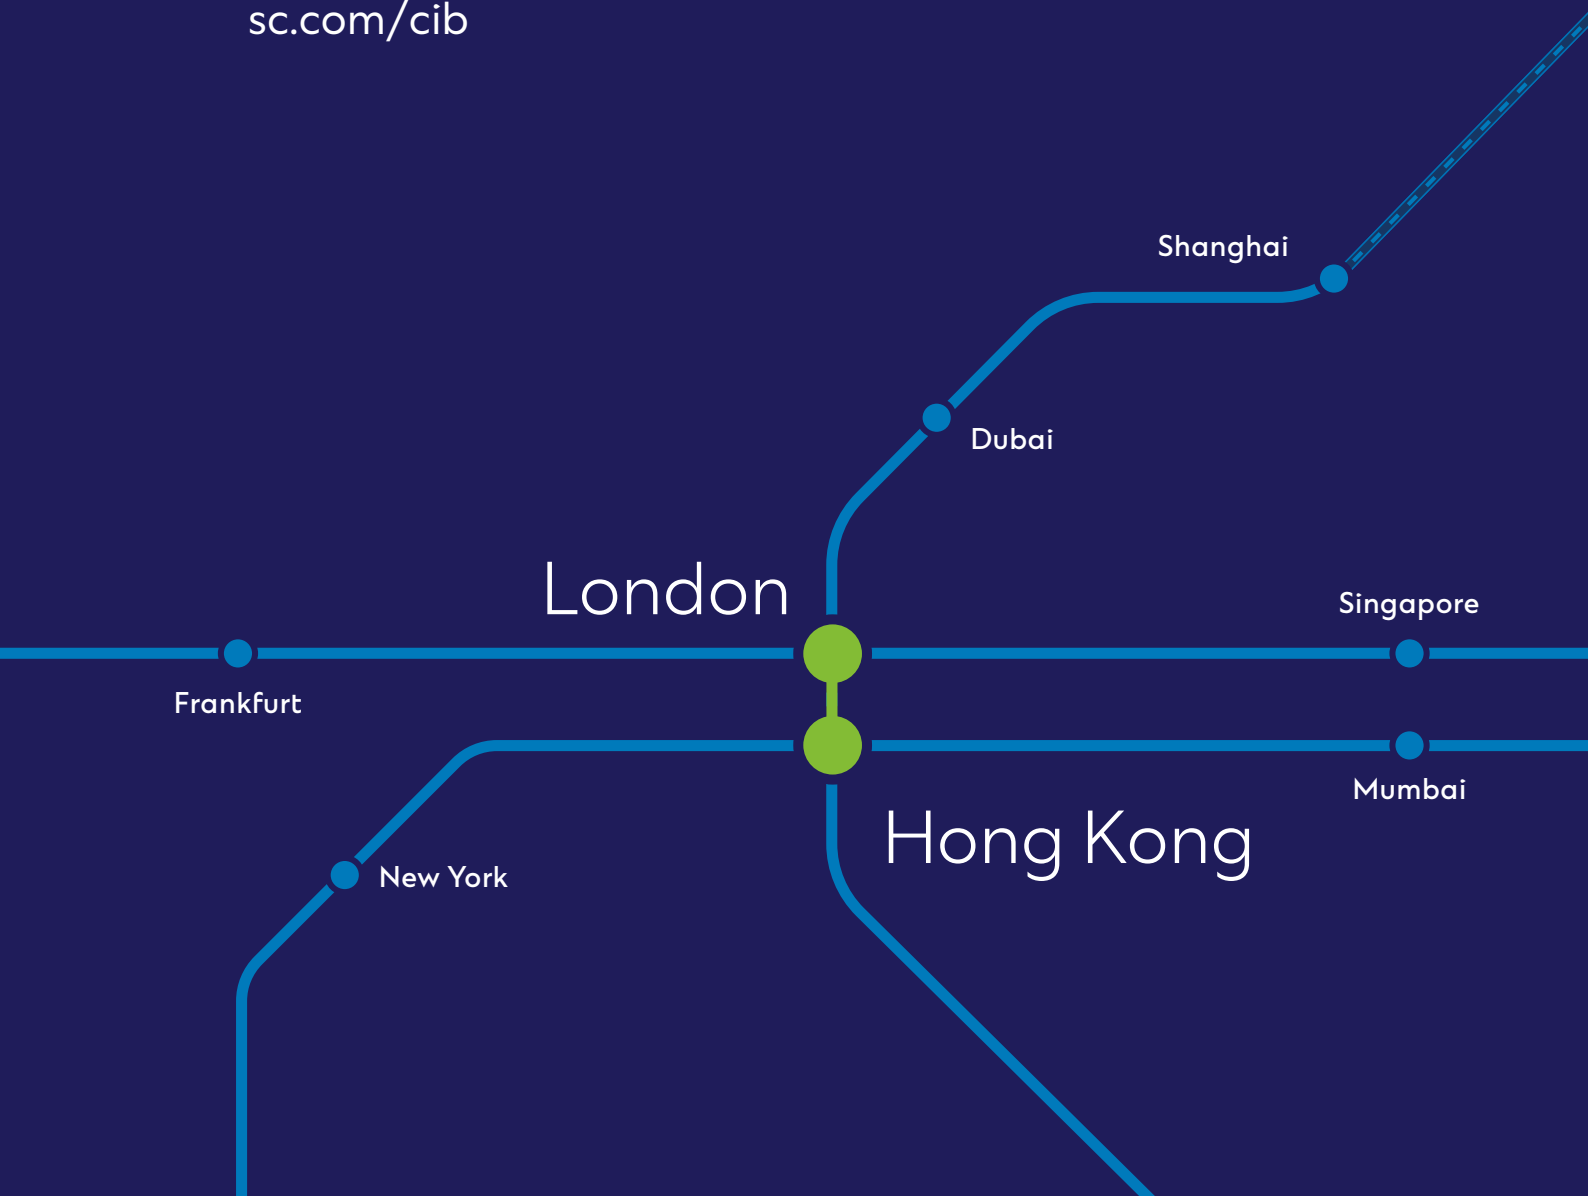 sc.com/cib
Shanghai
Dubai
London
Singapore
Frankfurt
Mumbai
Hong Kong
New York